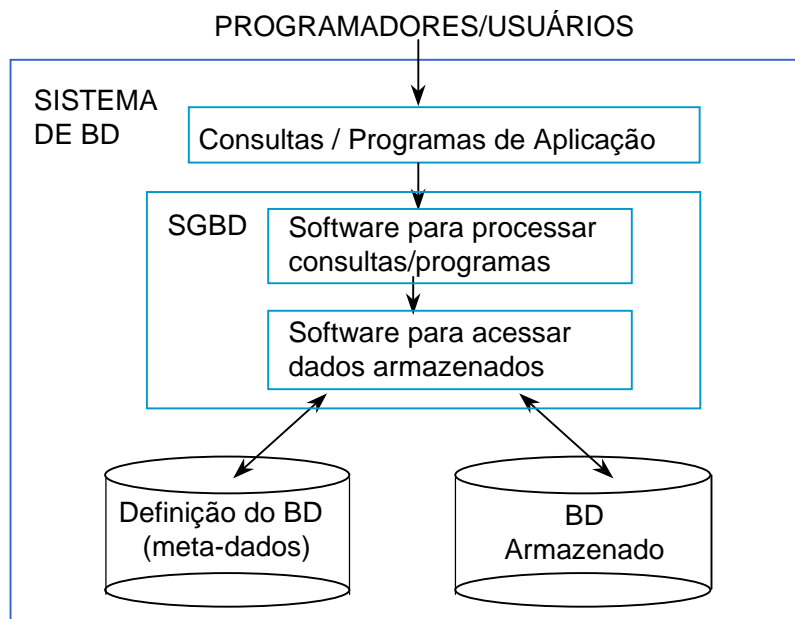 PROGRAMADORES/USUÁRIOS
SISTEMA
DE BD
Consultas / Programas de Aplicação
SGBD
Software para processar
consultas/programas
Software para acessar
dados armazenados
Definição do BD
(meta-dados)
BD
Armazenado